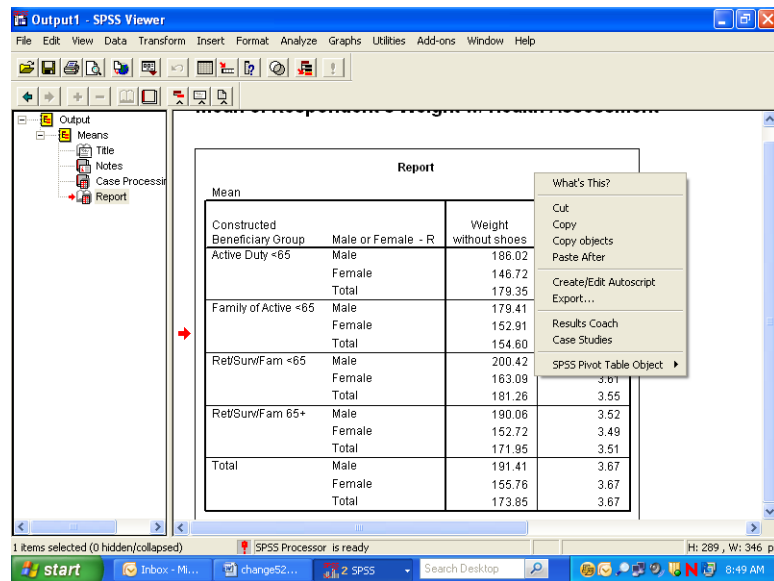 Output1 - SPSS Viewer
File Edit View Data Transform Insert Format Analyze Graphs Utilities Add-ons Window Help
Output
Means
Title
Notes
Case Processin
Report
Report
Mean
Constructed
Beneficiary Group Male or Female - R Weight
without shoes
Active Duty <65 Male 186.02
Female 146.72
Total 179.35
Family of Active <65 Male 179.41
Female 152.91
Total 154.60
Ret/Surv/Fam <65 Male 200.42
Female 163.09 3.61
Total 181.26 3.55
Ret/Surv/Fam 65+ Male 190.06 3.52
Female 152.72 3.49
Total 171.95 3.51
Total Male 191.41 3.67
Female 155.76 3.67
Total 173.85 3.67
What's This?
Cut
Copy
Copy objects
Paste After
Create/Edit Autoscript
Export...
Results Coach
Case Studies
SPSS Pivot Table Object
1 items selected (0 hidden/collapsed) SPSS Processor is ready H: 289 , W: 346 p
start Inbox - Mi... change52... 2 SPSS Search Desktop 8:49 AM